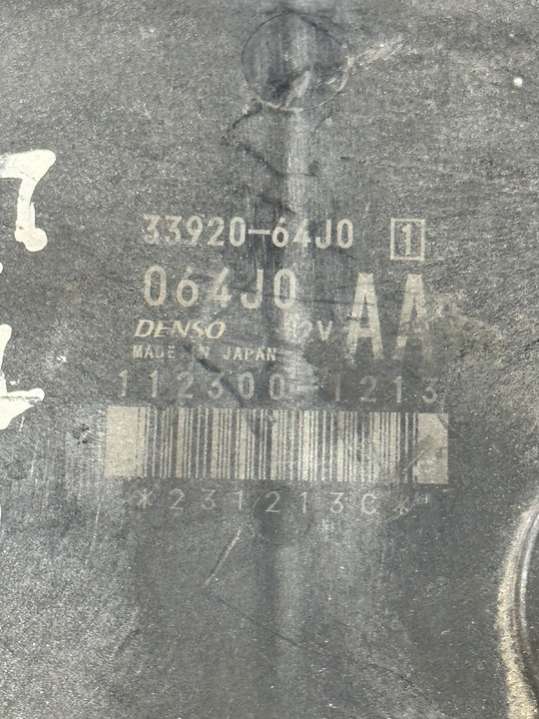 33920-64J0 1
064J0 AA
DENSO 12V
MADE IN JAPAN
112300-1213
*231213C*